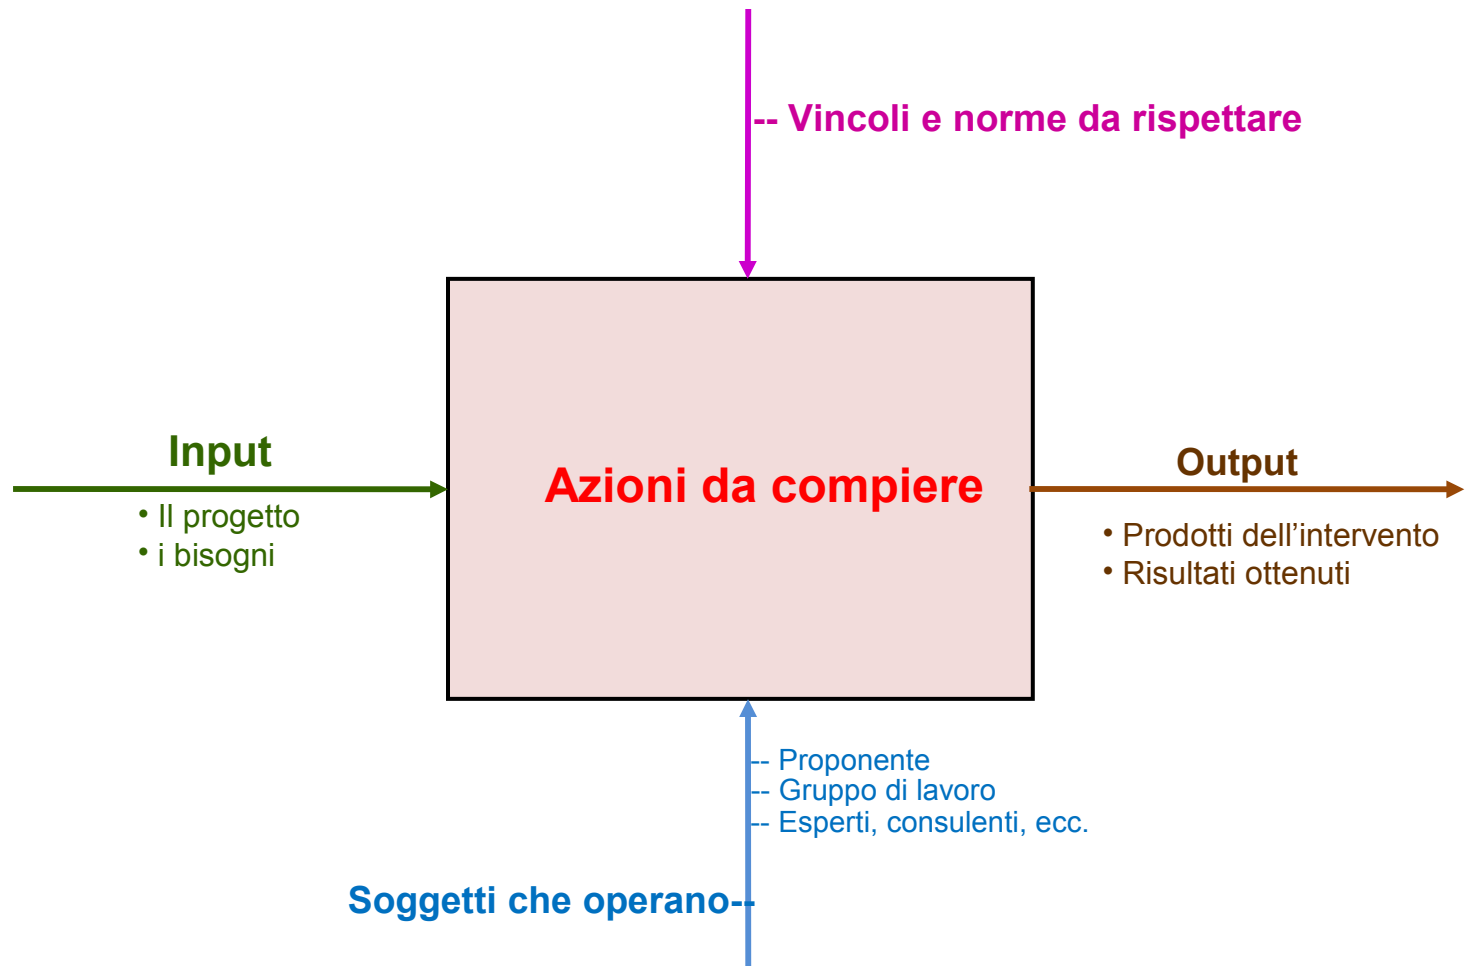 -- Vincoli e norme da rispettare
Input
• Il progetto
• i bisogni
Azioni da compiere
Output
• Prodotti dell’intervento
• Risultati ottenuti
-- Proponente
-- Gruppo di lavoro
-- Esperti, consulenti, ecc.
Soggetti che operano--